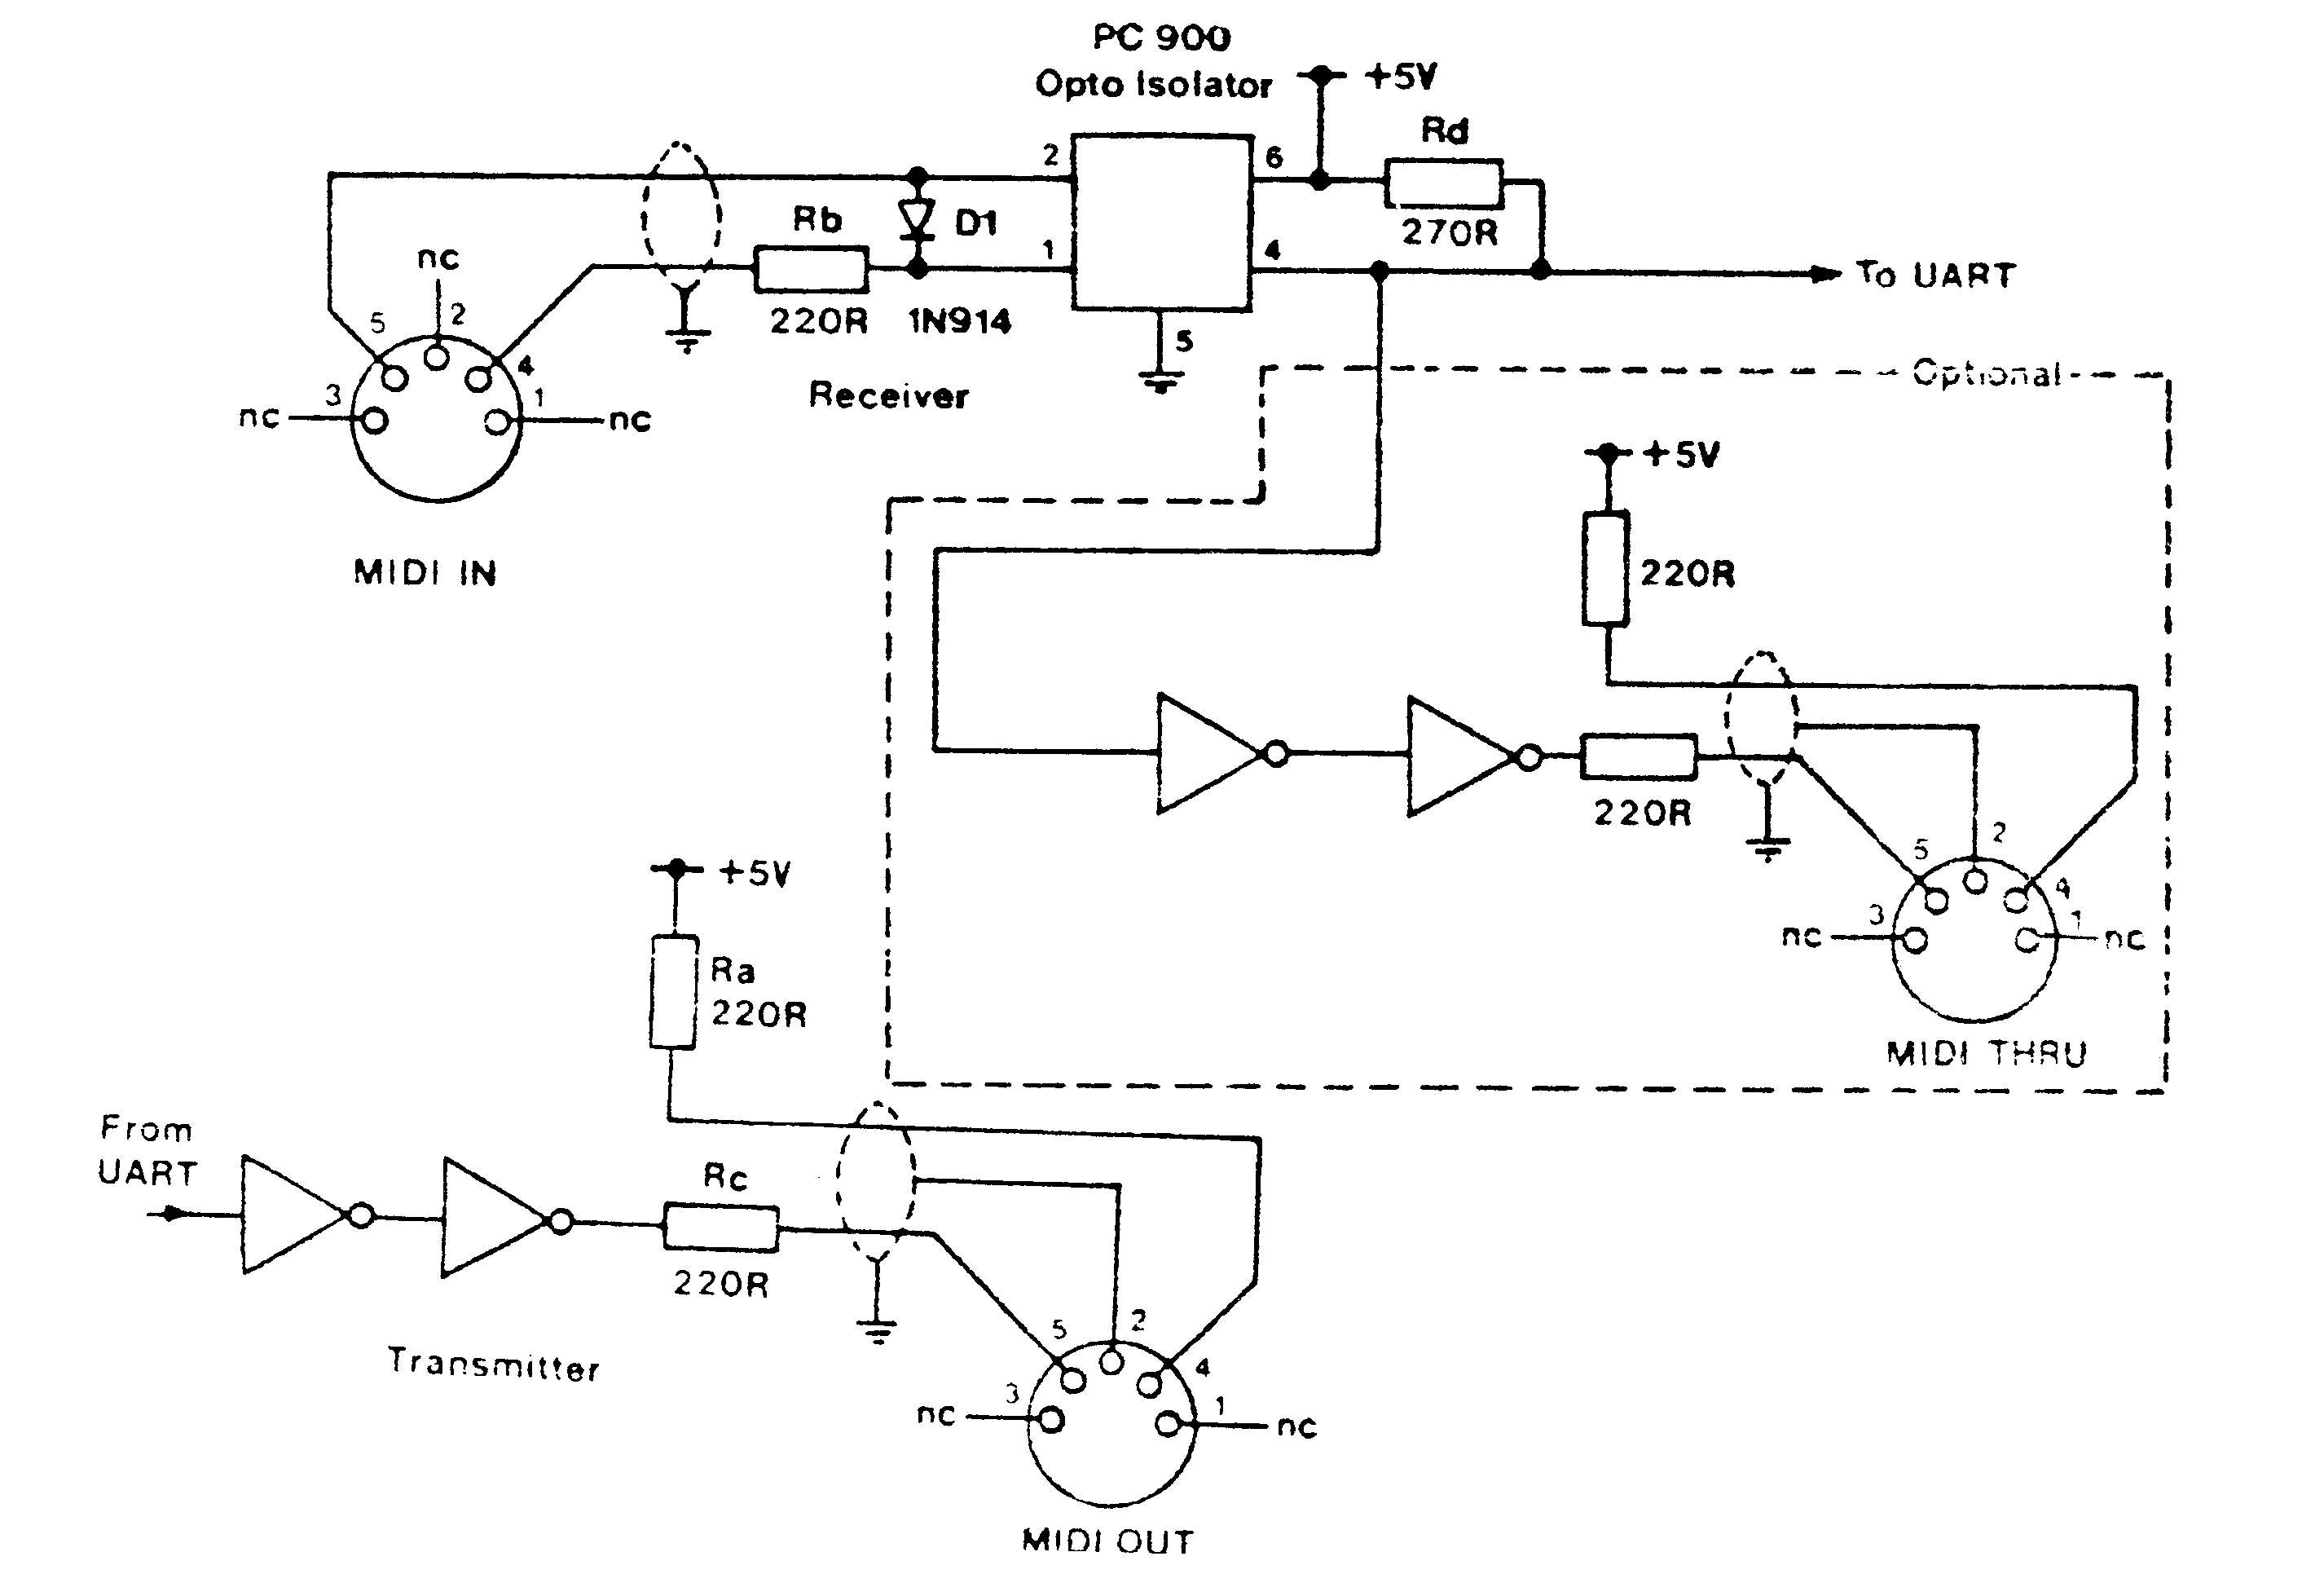 PC 900
Opto Isolator
+5V
Rd
2
6
Rb
D1
270R
1
4
To UART
nc
220R
1N914
5
2
5
4
3
1
nc
nc
Receiver
Optional
+5V
MIDI IN
220R
220R
5
2
4
3
1
nc
nc
MIDI THRU
+5V
Ra
220R
From
UART
Rc
220R
Transmitter
5
2
4
3
1
nc
nc
MIDI OUT